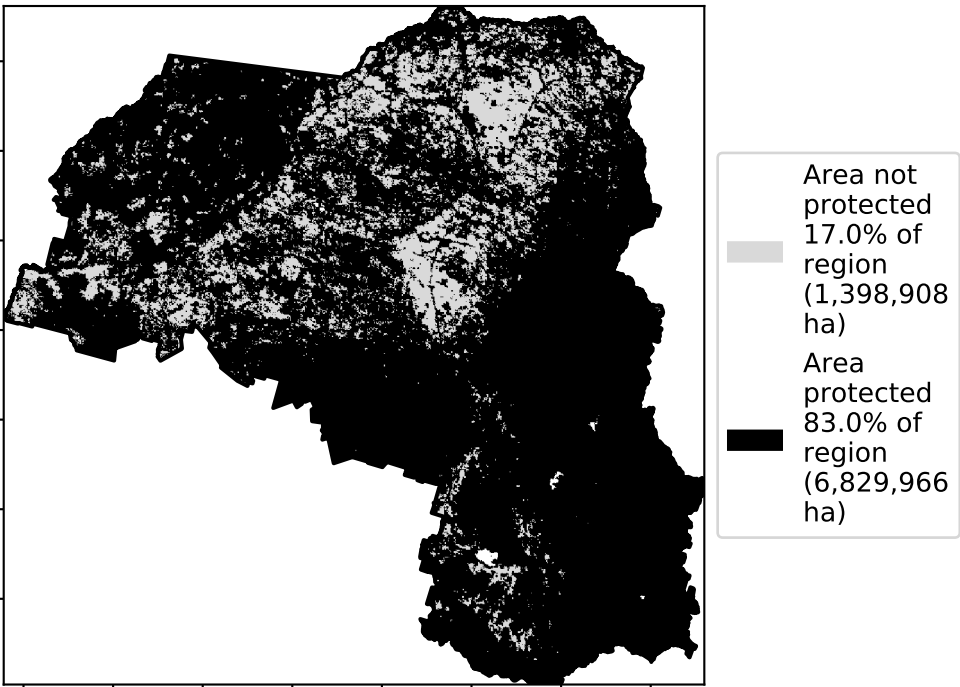 Area not
protected
17.0% of
region
(1,398,908
ha)
Area
protected
83.0% of
region
(6,829,966
ha)